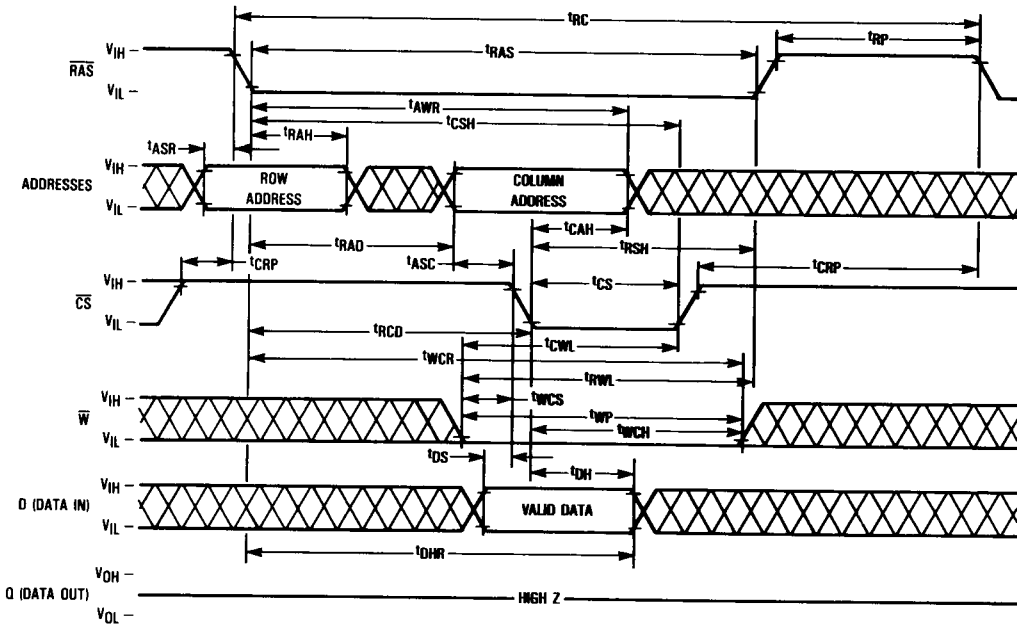 tRC
tRAS
tRP
VIH
RAS
VIL
tAWR
tCSH
tRAH
tASR
VIH
ADDRESSES
VIL
ROW
ADDRESS
COLUMN
ADDRESS
tCAH
tRAD
tRSH
tCRP
tASC
tCRP
VIH
CS
VIL
tCS
tRCD
tCWL
tWCR
tRWL
VIH
W
VIL
tWCS
tWP
tWCH
tDS
tDH
VIH
D (DATA IN)
VIL
VALID DATA
tDHR
VOH
Q (DATA OUT)
VOL
HIGH Z